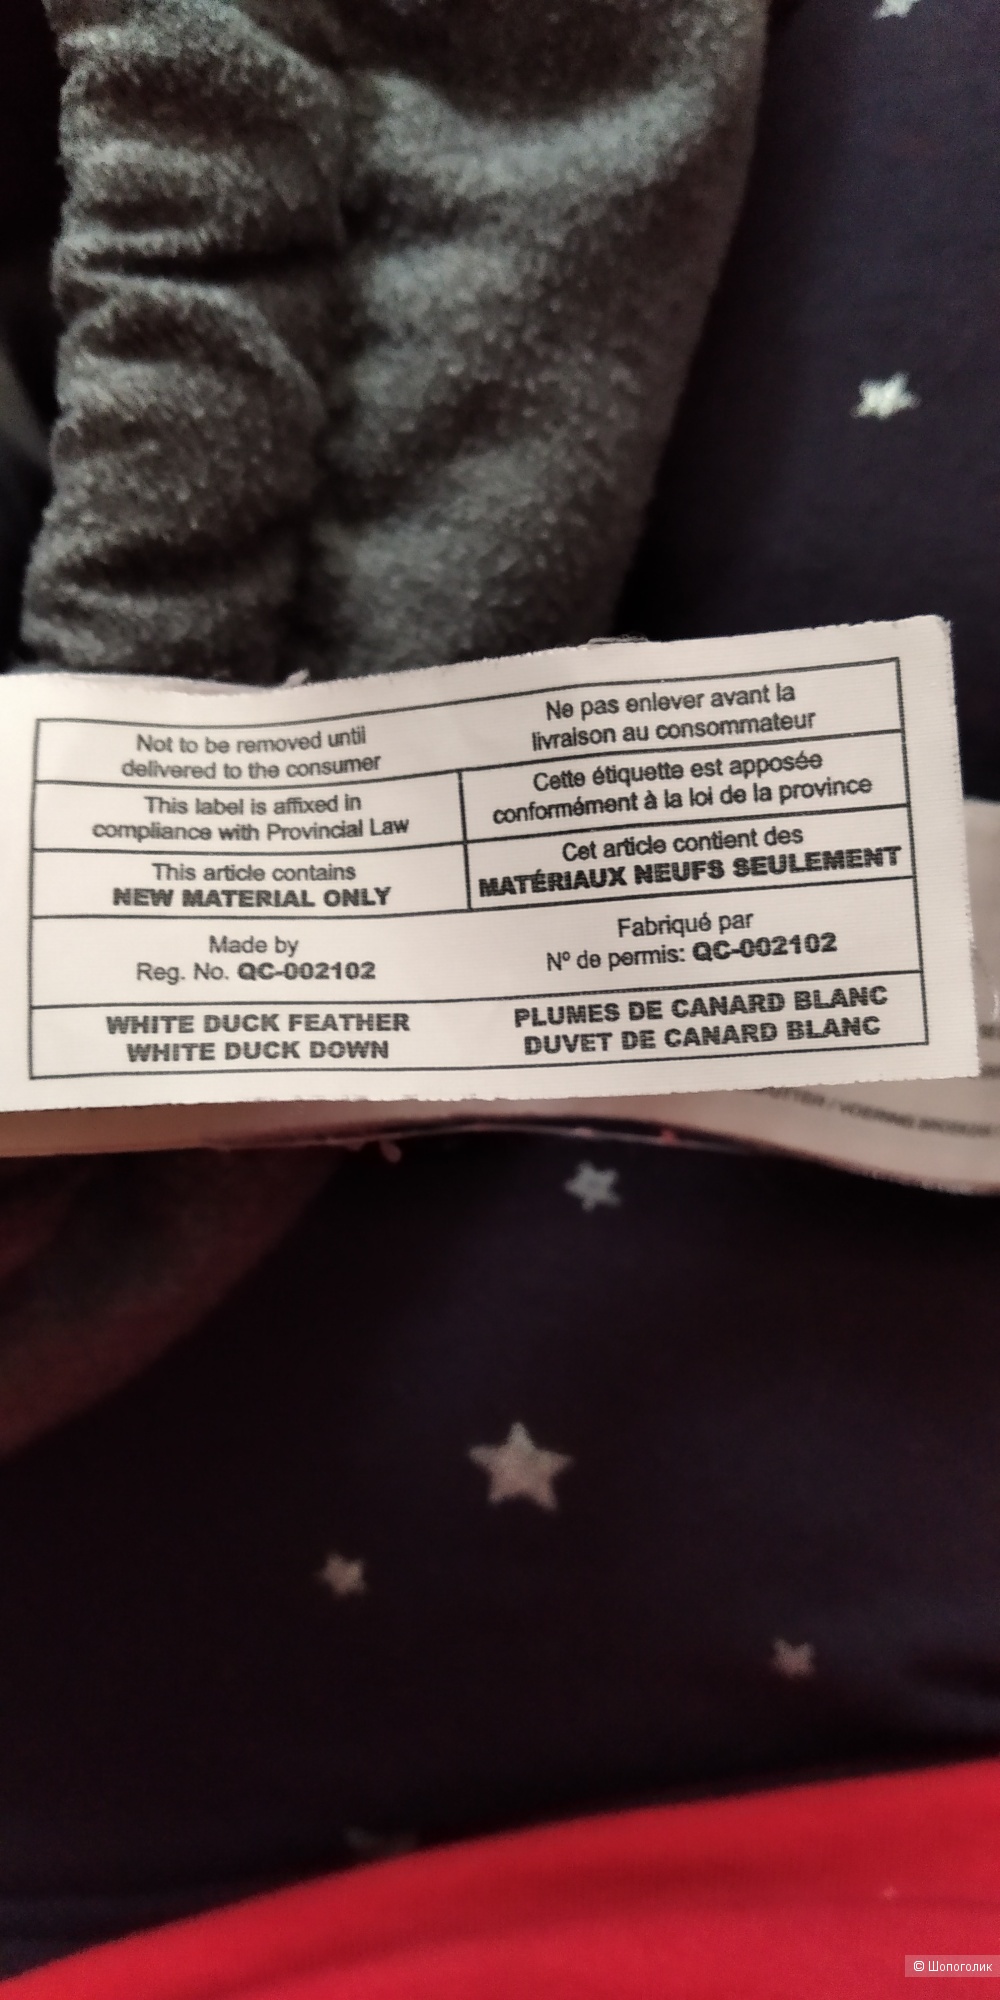 Not to be removed until
delivered to the consumer
Ne pas enlever avant la
livraison au consommateur
This label is affixed in
compliance with Provincial Law
Cette étiquette est apposée
conformément à la loi de la province
This article contains
NEW MATERIAL ONLY
Cet article contient des
MATÉRIAUX NEUFS SEULEMENT
Made by
Reg. No. QC-002102
Fabriqué par
Nº de permis: QC-002102
WHITE DUCK FEATHER
WHITE DUCK DOWN
PLUMES DE CANARD BLANC
DUVET DE CANARD BLANC
© Шопоголик